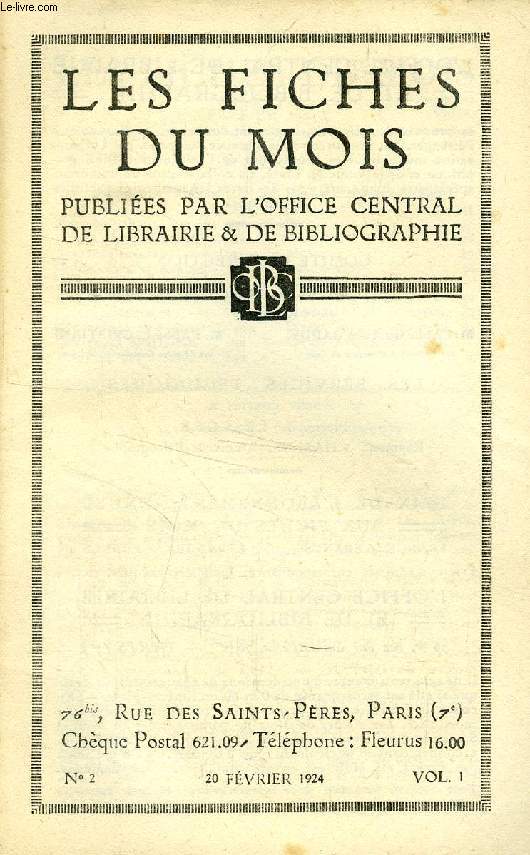 Le-livre.com
LES FICHES
DU MOIS
PUBLIÉES PAR L'OFFICE CENTRAL
DE LIBRAIRIE & DE BIBLIOGRAPHIE
76bis, RUE DES SAINTS-PÈRES, PARIS (7e)
Chèque Postal 621.09 - Téléphone : Fleurus 16.00
No 2
20 FÉVRIER 1924
VOL. 1